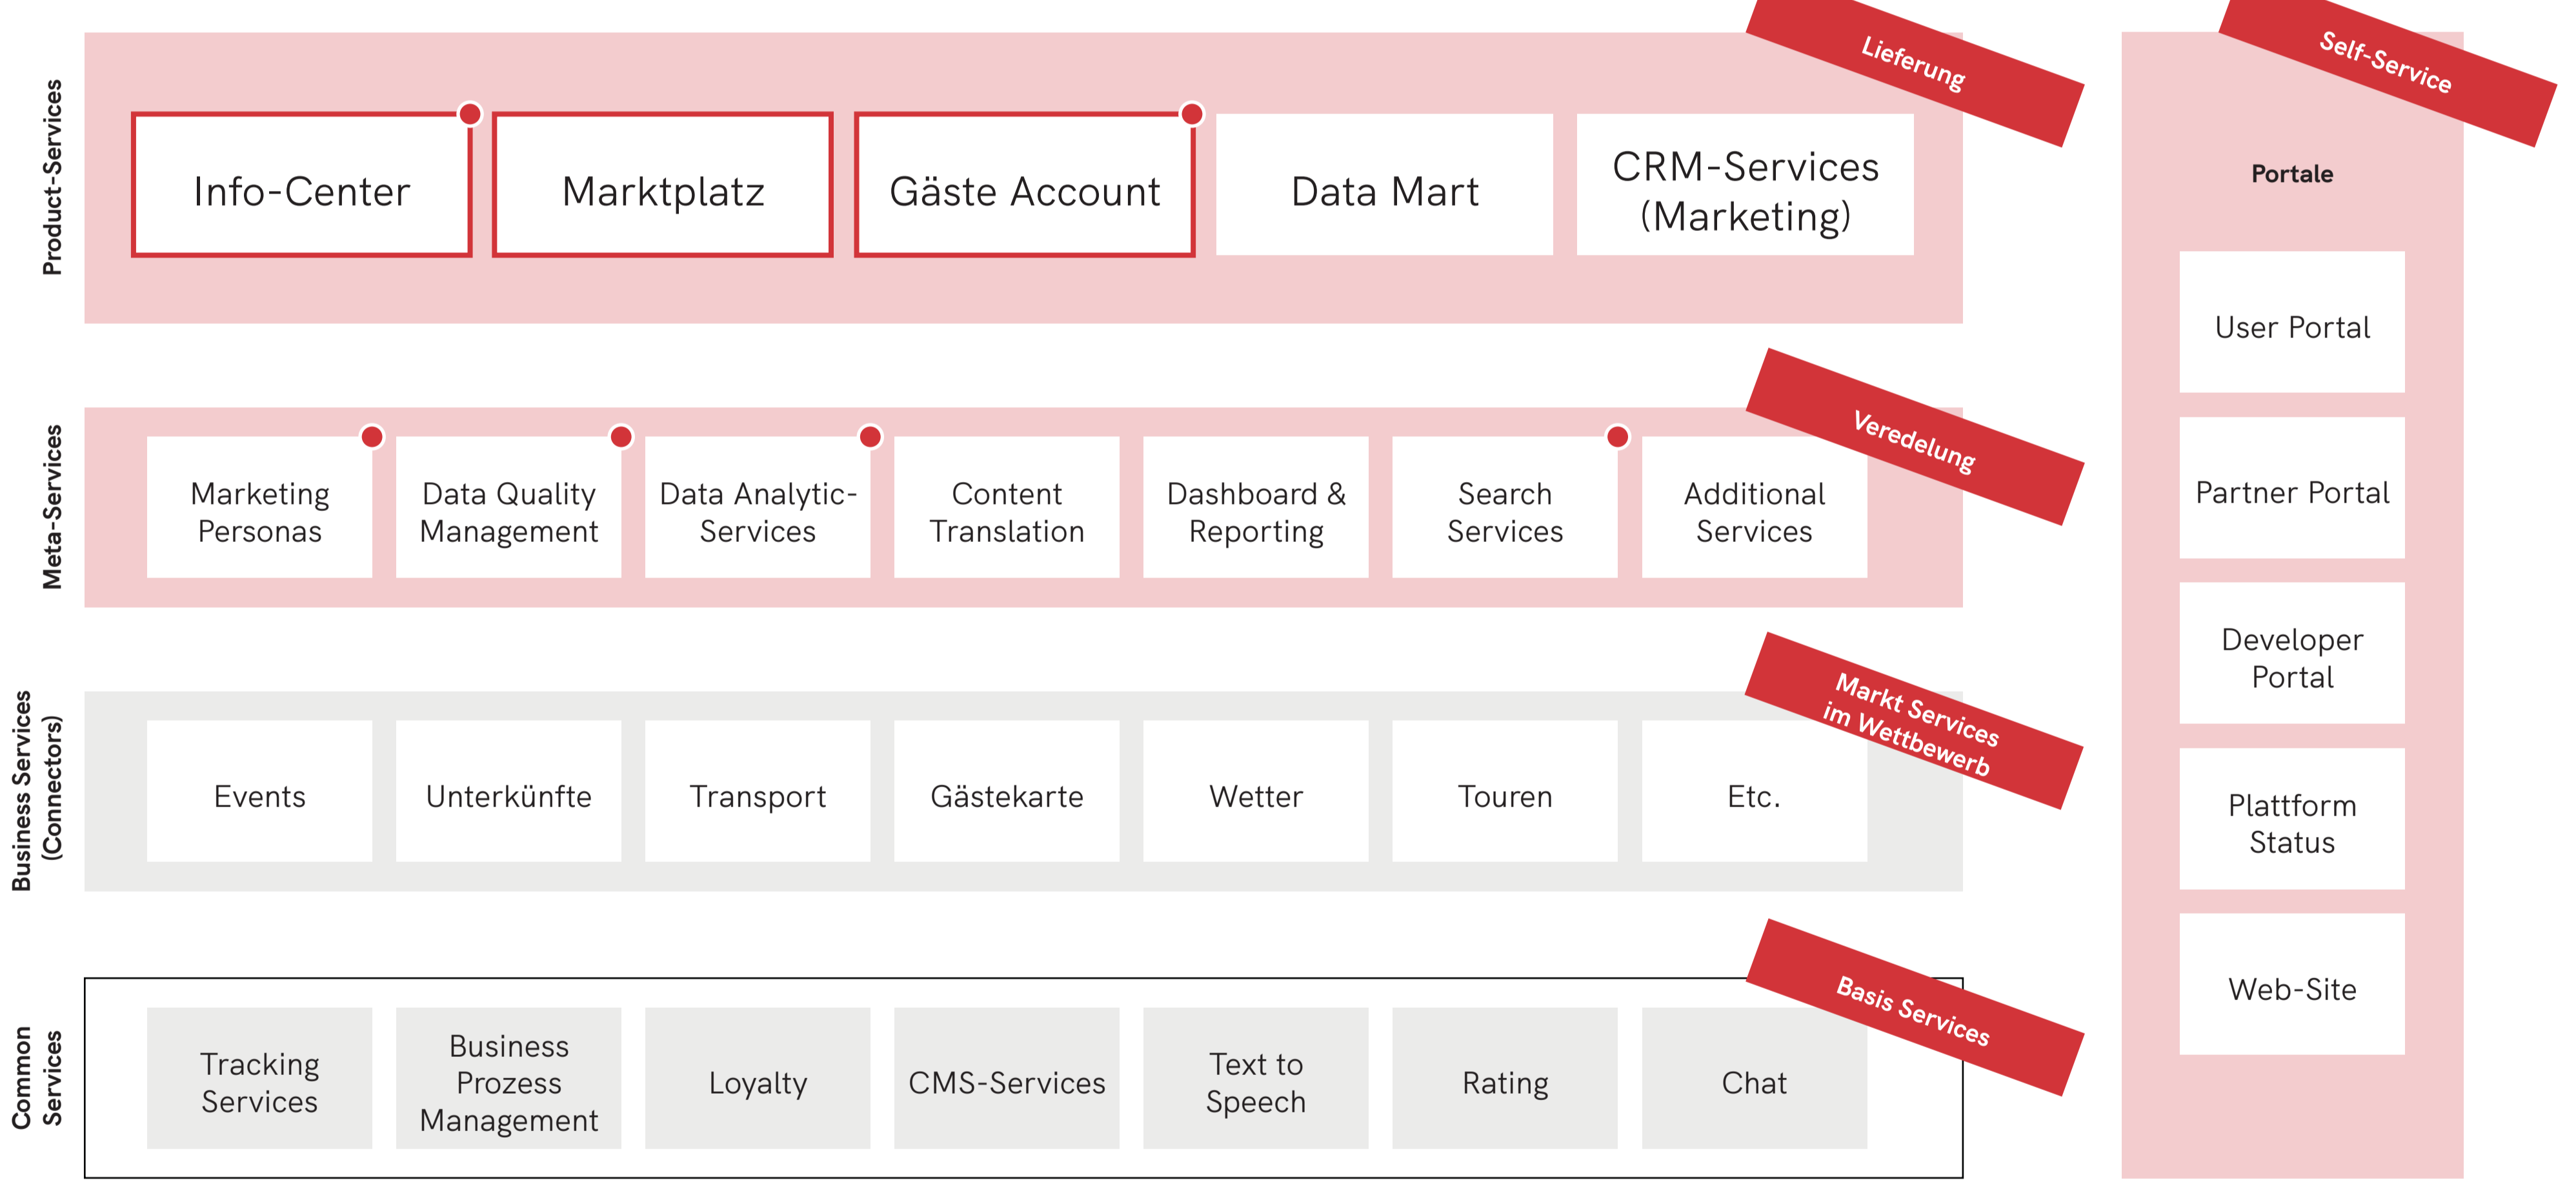 Product-Services
Lieferung
Info-Center
Marktplatz
Gäste Account
Data Mart
CRM-Services
(Marketing)
Meta-Services
Veredelung
Marketing
Personas
Data Quality
Management
Data Analytic-
Services
Content
Translation
Dashboard &
Reporting
Search
Services
Additional
Services
Business Services
(Connectors)
Markt Services
im Wettbewerb
Events
Unterkünfte
Transport
Gästekarte
Wetter
Touren
Etc.
Common
Services
Basis Services
Tracking
Services
Business
Prozess
Management
Loyalty
CMS-Services
Text to
Speech
Rating
Chat
Self-Service
Portale
User Portal
Partner Portal
Developer
Portal
Plattform
Status
Web-Site